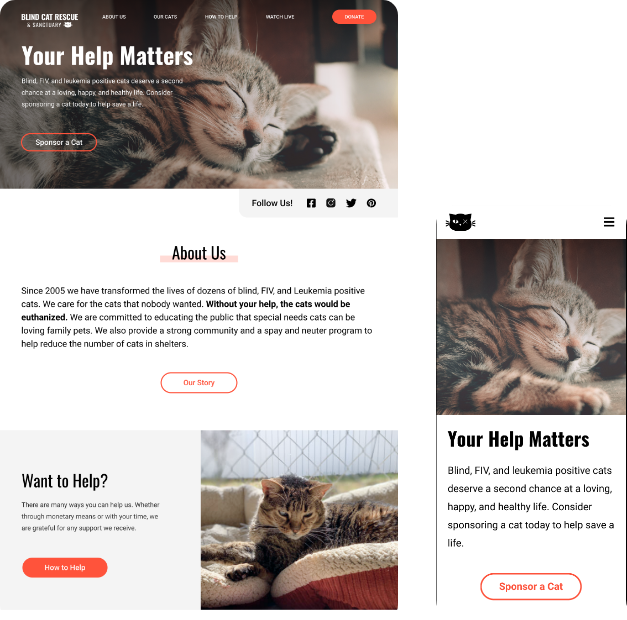 BLIND CAT RESCUE
& SANCTUARY
ABOUT US
OUR CATS
HOW TO HELP
WATCH LIVE
DONATE
Your Help Matters
Blind, FIV, and leukemia positive cats deserve a second
chance at a loving, happy, and healthy life. Consider
sponsoring a cat today to help save a life.
Sponsor a Cat
Follow Us!
About Us
Since 2005 we have transformed the lives of dozens of blind, FIV, and Leukemia positive
cats. We care for the cats that nobody wanted. Without your help, the cats would be
euthanized. We are committed to educating the public that special needs cats can be
loving family pets. We also provide a strong community and a spay and neuter program to
help reduce the number of cats in shelters.
Our Story
Want to Help?
There are many ways you can help us. Whether
through monetary means or with your time, we
are grateful for any support we receive.
How to Help
Your Help Matters
Blind, FIV, and leukemia positive cats
deserve a second chance at a loving,
happy, and healthy life. Consider
sponsoring a cat today to help save a
life.
Sponsor a Cat